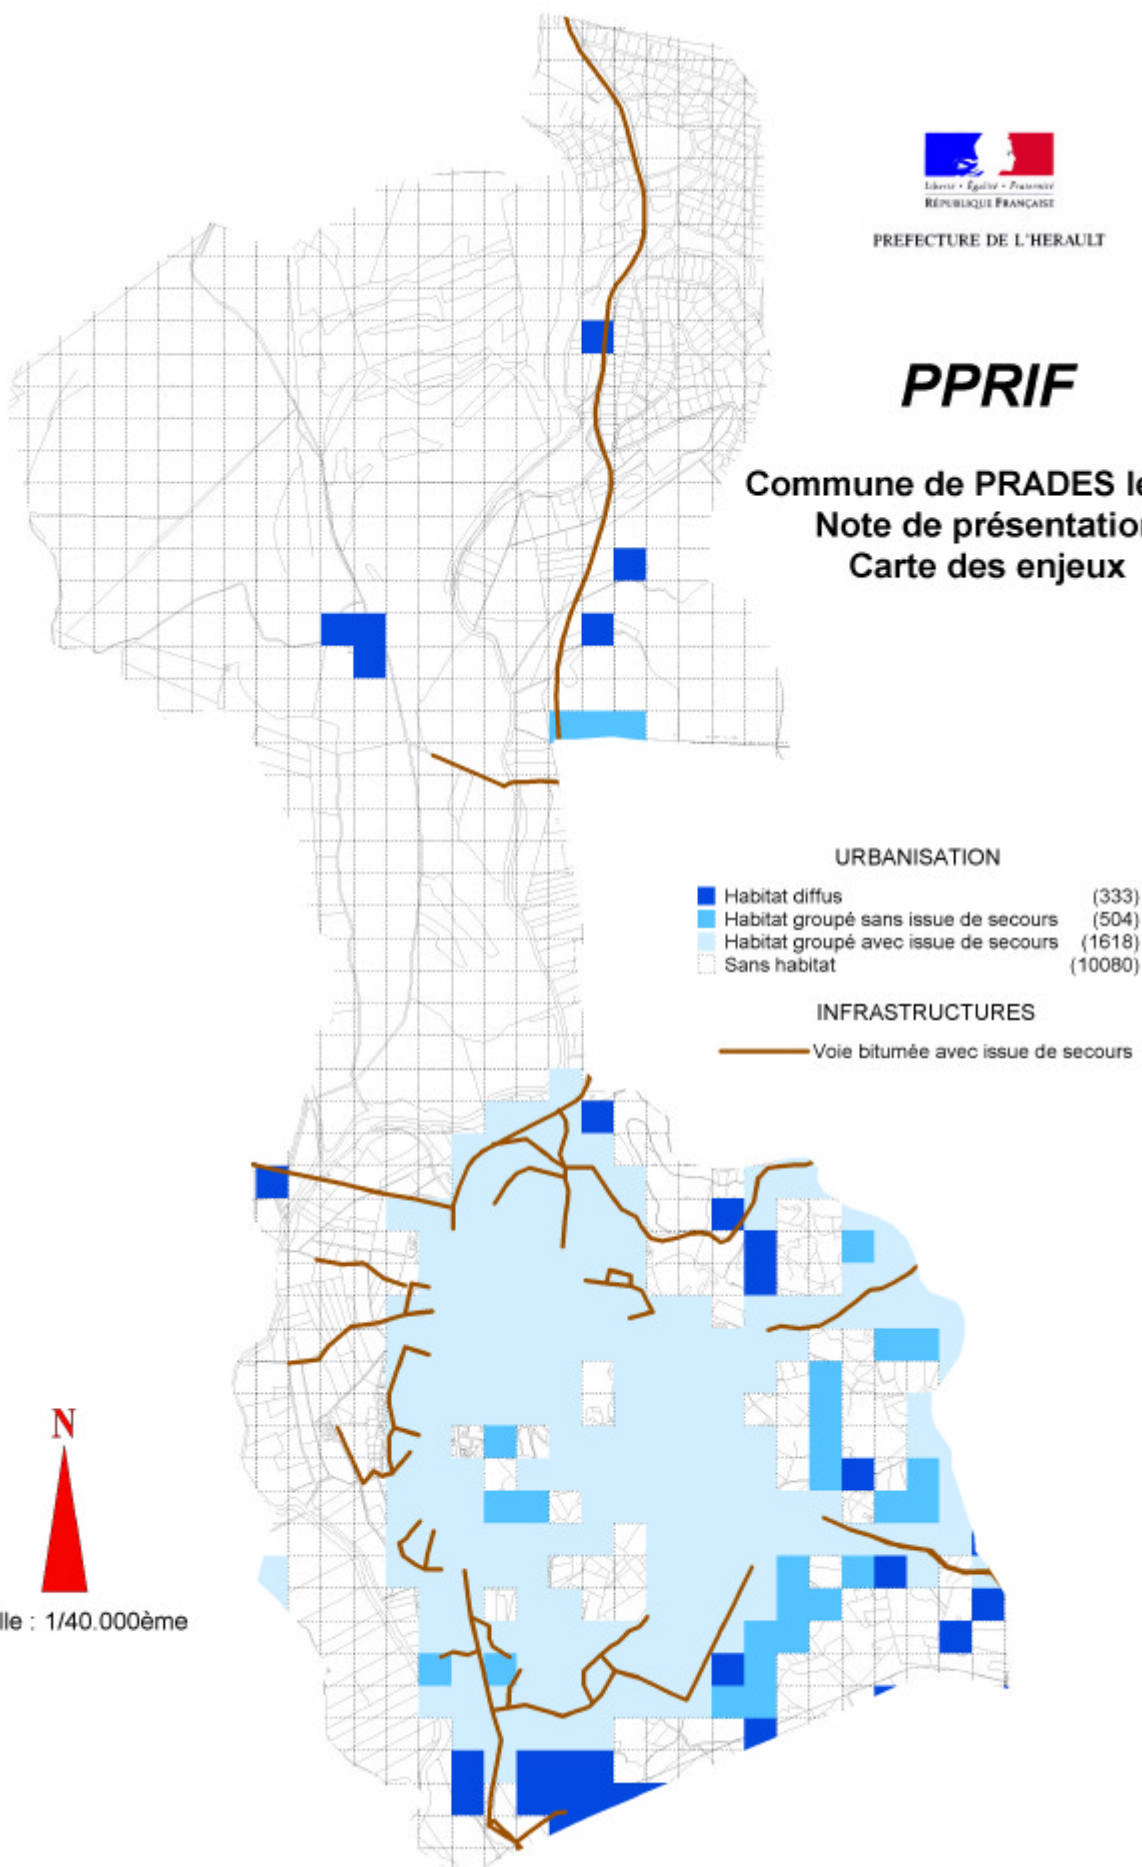 Liberté • Égalité • Fraternité
RÉPUBLIQUE FRANÇAISE
PREFECTURE DE L'HERAULT
PPRIF
Commune de PRADES le
Note de présentation
Carte des enjeux
URBANISATION
Habitat diffus (333)
Habitat groupé sans issue de secours (504)
Habitat groupé avec issue de secours (1618)
Sans habitat (10080)
INFRASTRUCTURES
Voie bitumée avec issue de secours
N
lle : 1/40.000ème